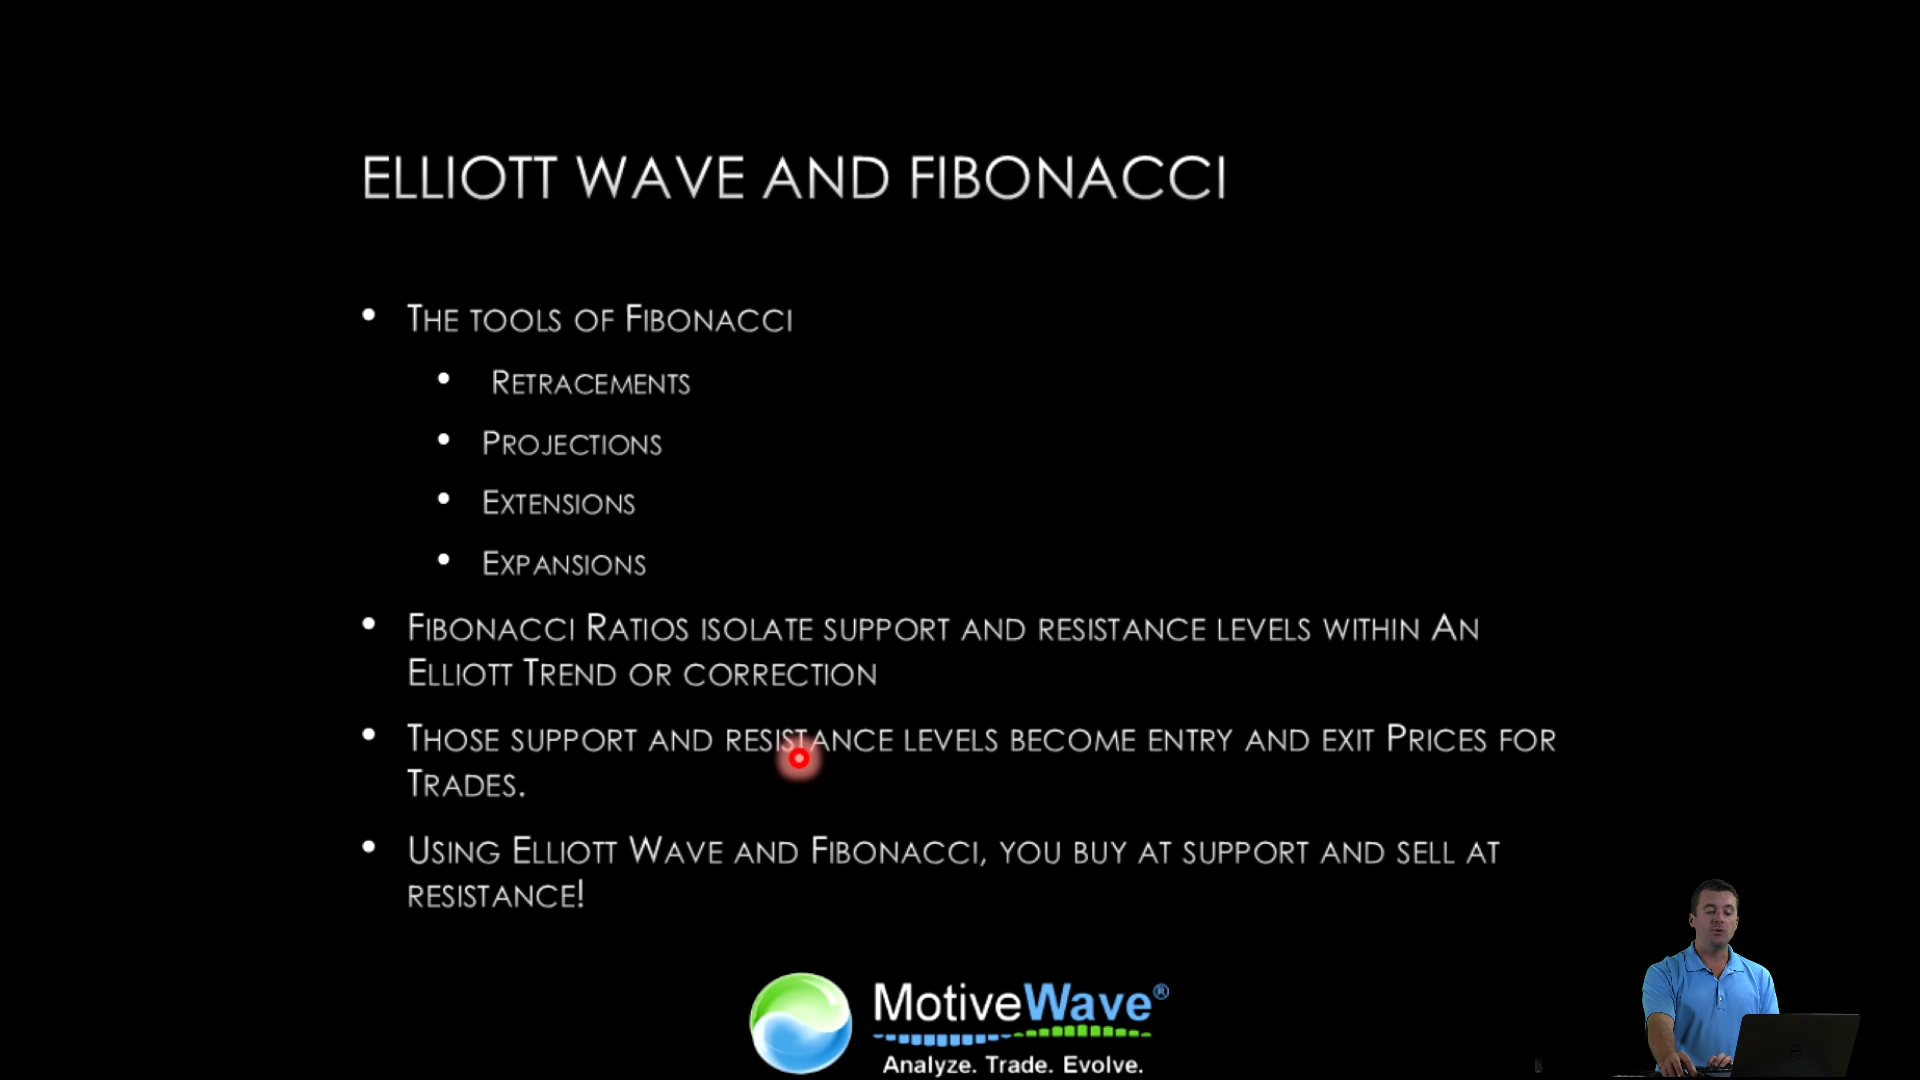 ELLIOTT WAVE AND FIBONACCI
• THE TOOLS OF FIBONACCI
• RETRACEMENTS
• PROJECTIONS
• EXTENSIONS
• EXPANSIONS
• FIBONACCI RATIOS ISOLATE SUPPORT AND RESISTANCE LEVELS WITHIN AN
ELLIOTT TREND OR CORRECTION
• THOSE SUPPORT AND RESISTANCE LEVELS BECOME ENTRY AND EXIT PRICES FOR
TRADES.
• USING ELLIOTT WAVE AND FIBONACCI, YOU BUY AT SUPPORT AND SELL AT
RESISTANCE!
MotiveWave®
Analyze. Trade. Evolve.